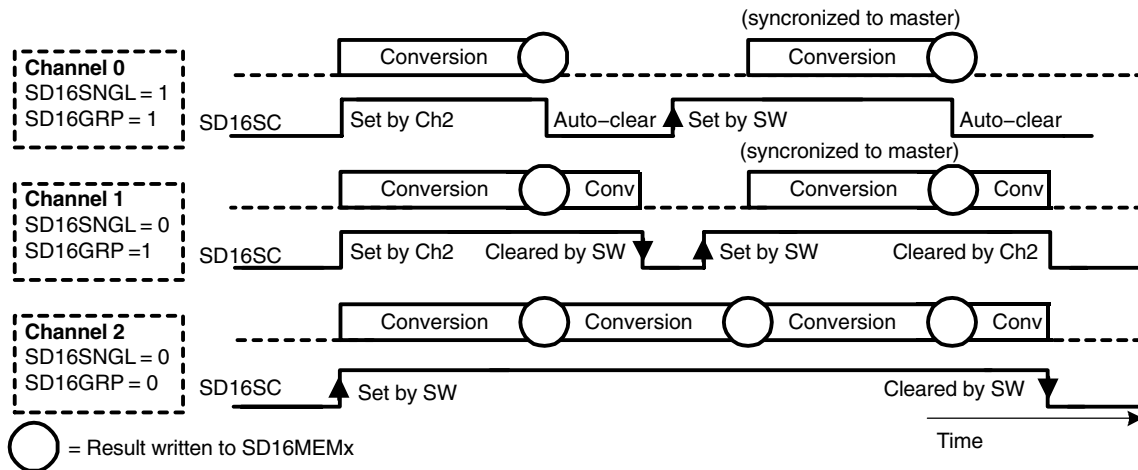 (syncronized to master)
Channel 0
SD16SNGL = 1
SD16GRP = 1
Conversion
Conversion
SD16SC
Set by Ch2
Auto−clear
Set by SW
Auto−clear
(syncronized to master)
Channel 1
SD16SNGL = 0
SD16GRP =1
Conversion
Conv
Conversion
Conv
SD16SC
Set by Ch2
Cleared by SW
Set by SW
Cleared by Ch2
Channel 2
SD16SNGL = 0
SD16GRP = 0
Conversion
Conversion
Conversion
Conv
SD16SC
Set by SW
Cleared by SW
Time
= Result written to SD16MEMx